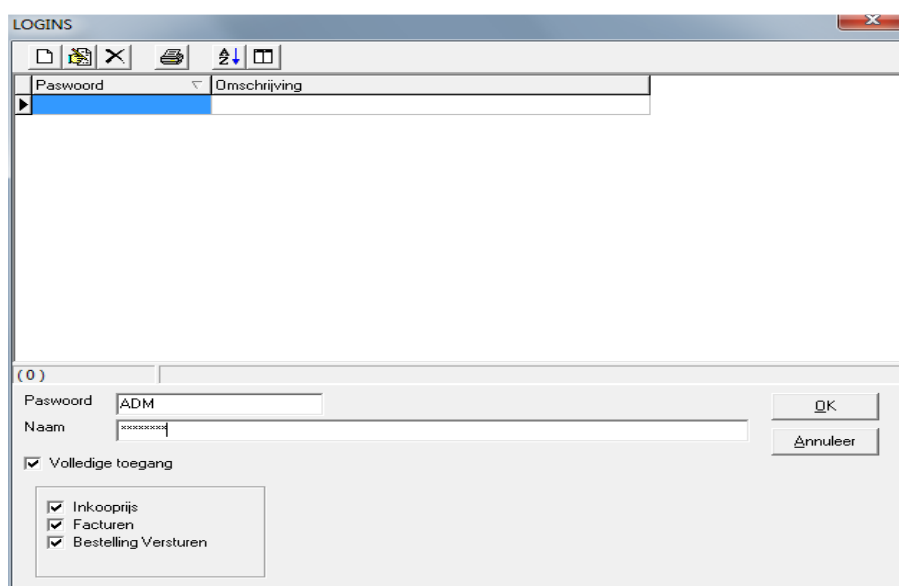 LOGINS
Paswoord Omschrijving
(0)
Paswoord ADM
OK
Naam ********
Annuleer
Volledige toegang
Inkooprijs
Facturen
Bestelling Versturen